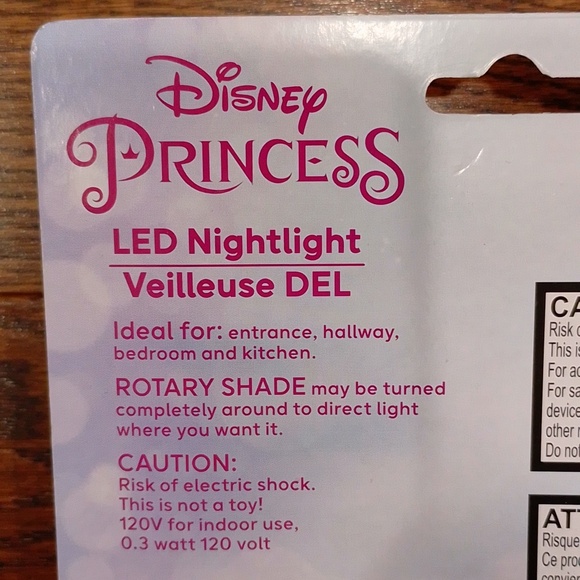 Disney
PRINCESS
LED Nightlight
Veilleuse DEL
Ideal for: entrance, hallway,
bedroom and kitchen.
ROTARY SHADE may be turned
completely around to direct light
where you want it.
CAUTION:
Risk of electric shock.
This is not a toy!
120V for indoor use,
0.3 watt 120 volt
CA
Risk
This is
For
For
device
other
Do not
ATT
Risque
Ce